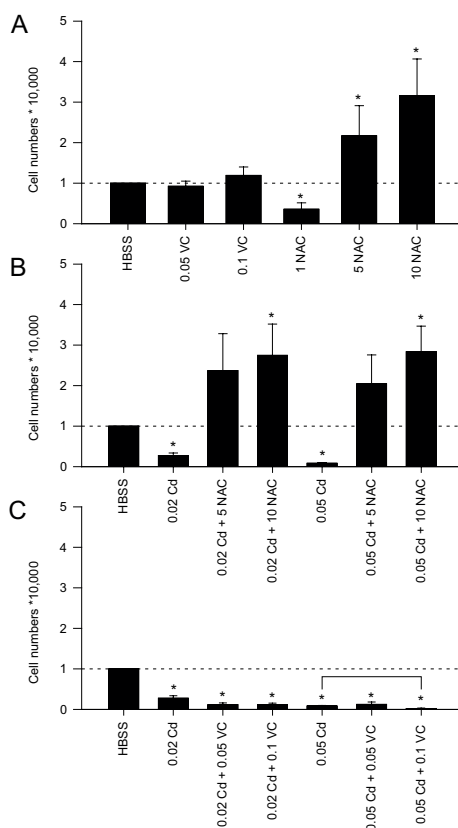 A
Cell numbers * 10,000
5
4
3
2
1
0
*
*
*
HBSS
0.05 VC
0.1 VC
1 NAC
5 NAC
10 NAC
B
Cell numbers * 10,000
5
4
3
2
1
0
*
*
*
*
HBSS
0.02 Cd
0.02 Cd + 5 NAC
0.02 Cd + 10 NAC
0.05 Cd
0.05 Cd + 5 NAC
0.05 Cd + 10 NAC
C
Cell numbers *10,000
5
4
3
2
1
0
*
*
*
*
*
*
HBSS
0.02 Cd
0.02 Cd + 0.05 VC
0.02 Cd + 0.1 VC
0.05 Cd
0.05 Cd + 0.05 VC
0.05 Cd + 0.1 VC